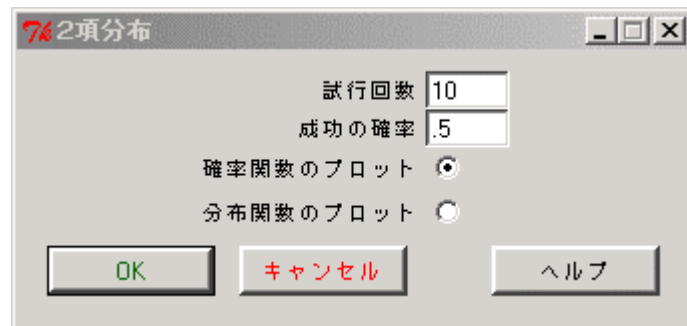 2項分布
試行回数 10
成功の確率 .5
確率関数のプロット
分布関数のプロット
OK キャンセル ヘルプ